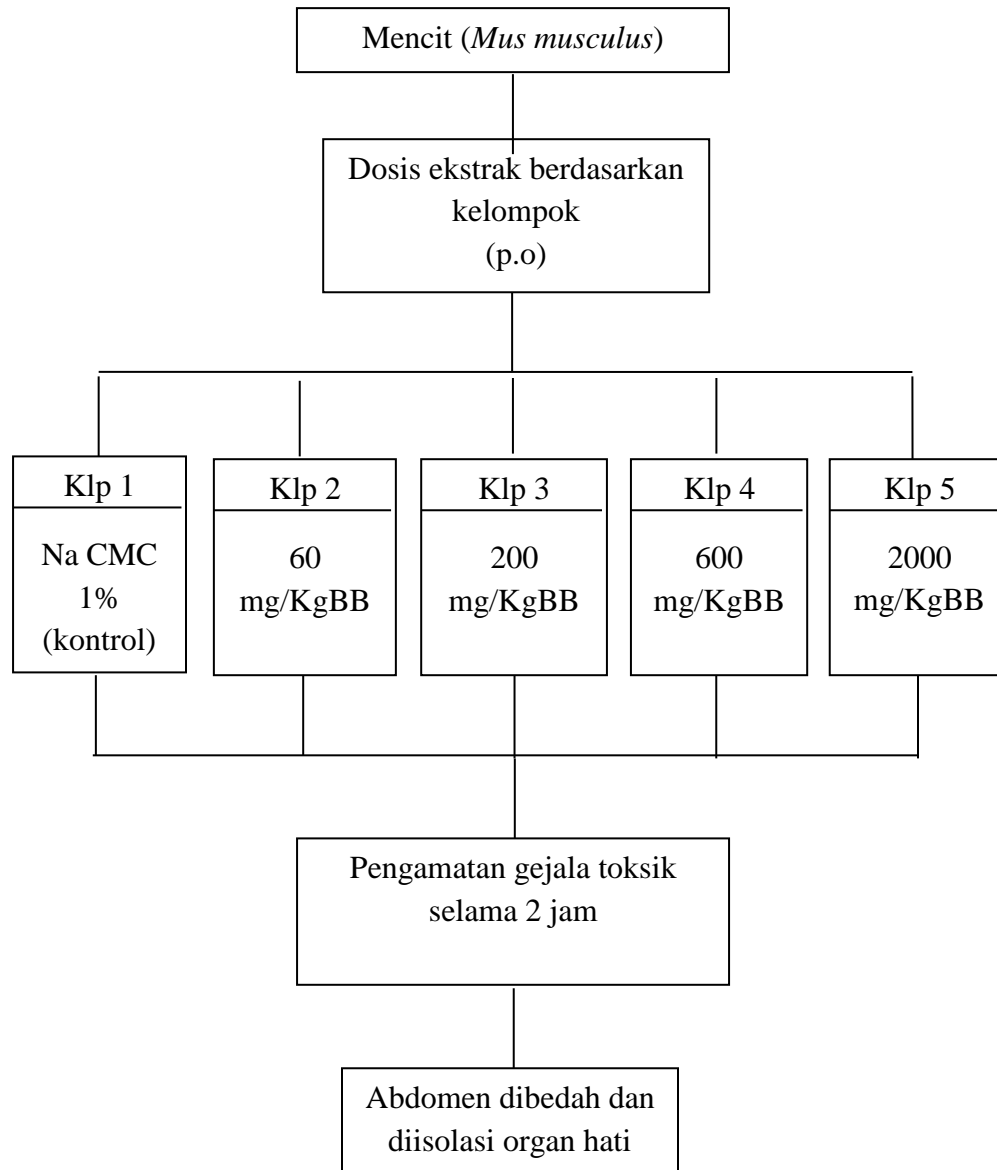 Mencit (Mus musculus)
Dosis ekstrak berdasarkan
kelompok
(p.o)
Klp 1
Na CMC
1%
(kontrol)
Klp 2
60
mg/KgBB
Klp 3
200
mg/KgBB
Klp 4
600
mg/KgBB
Klp 5
2000
mg/KgBB
Pengamatan gejala toksik
selama 2 jam
Abdomen dibedah dan
diisolasi organ hati